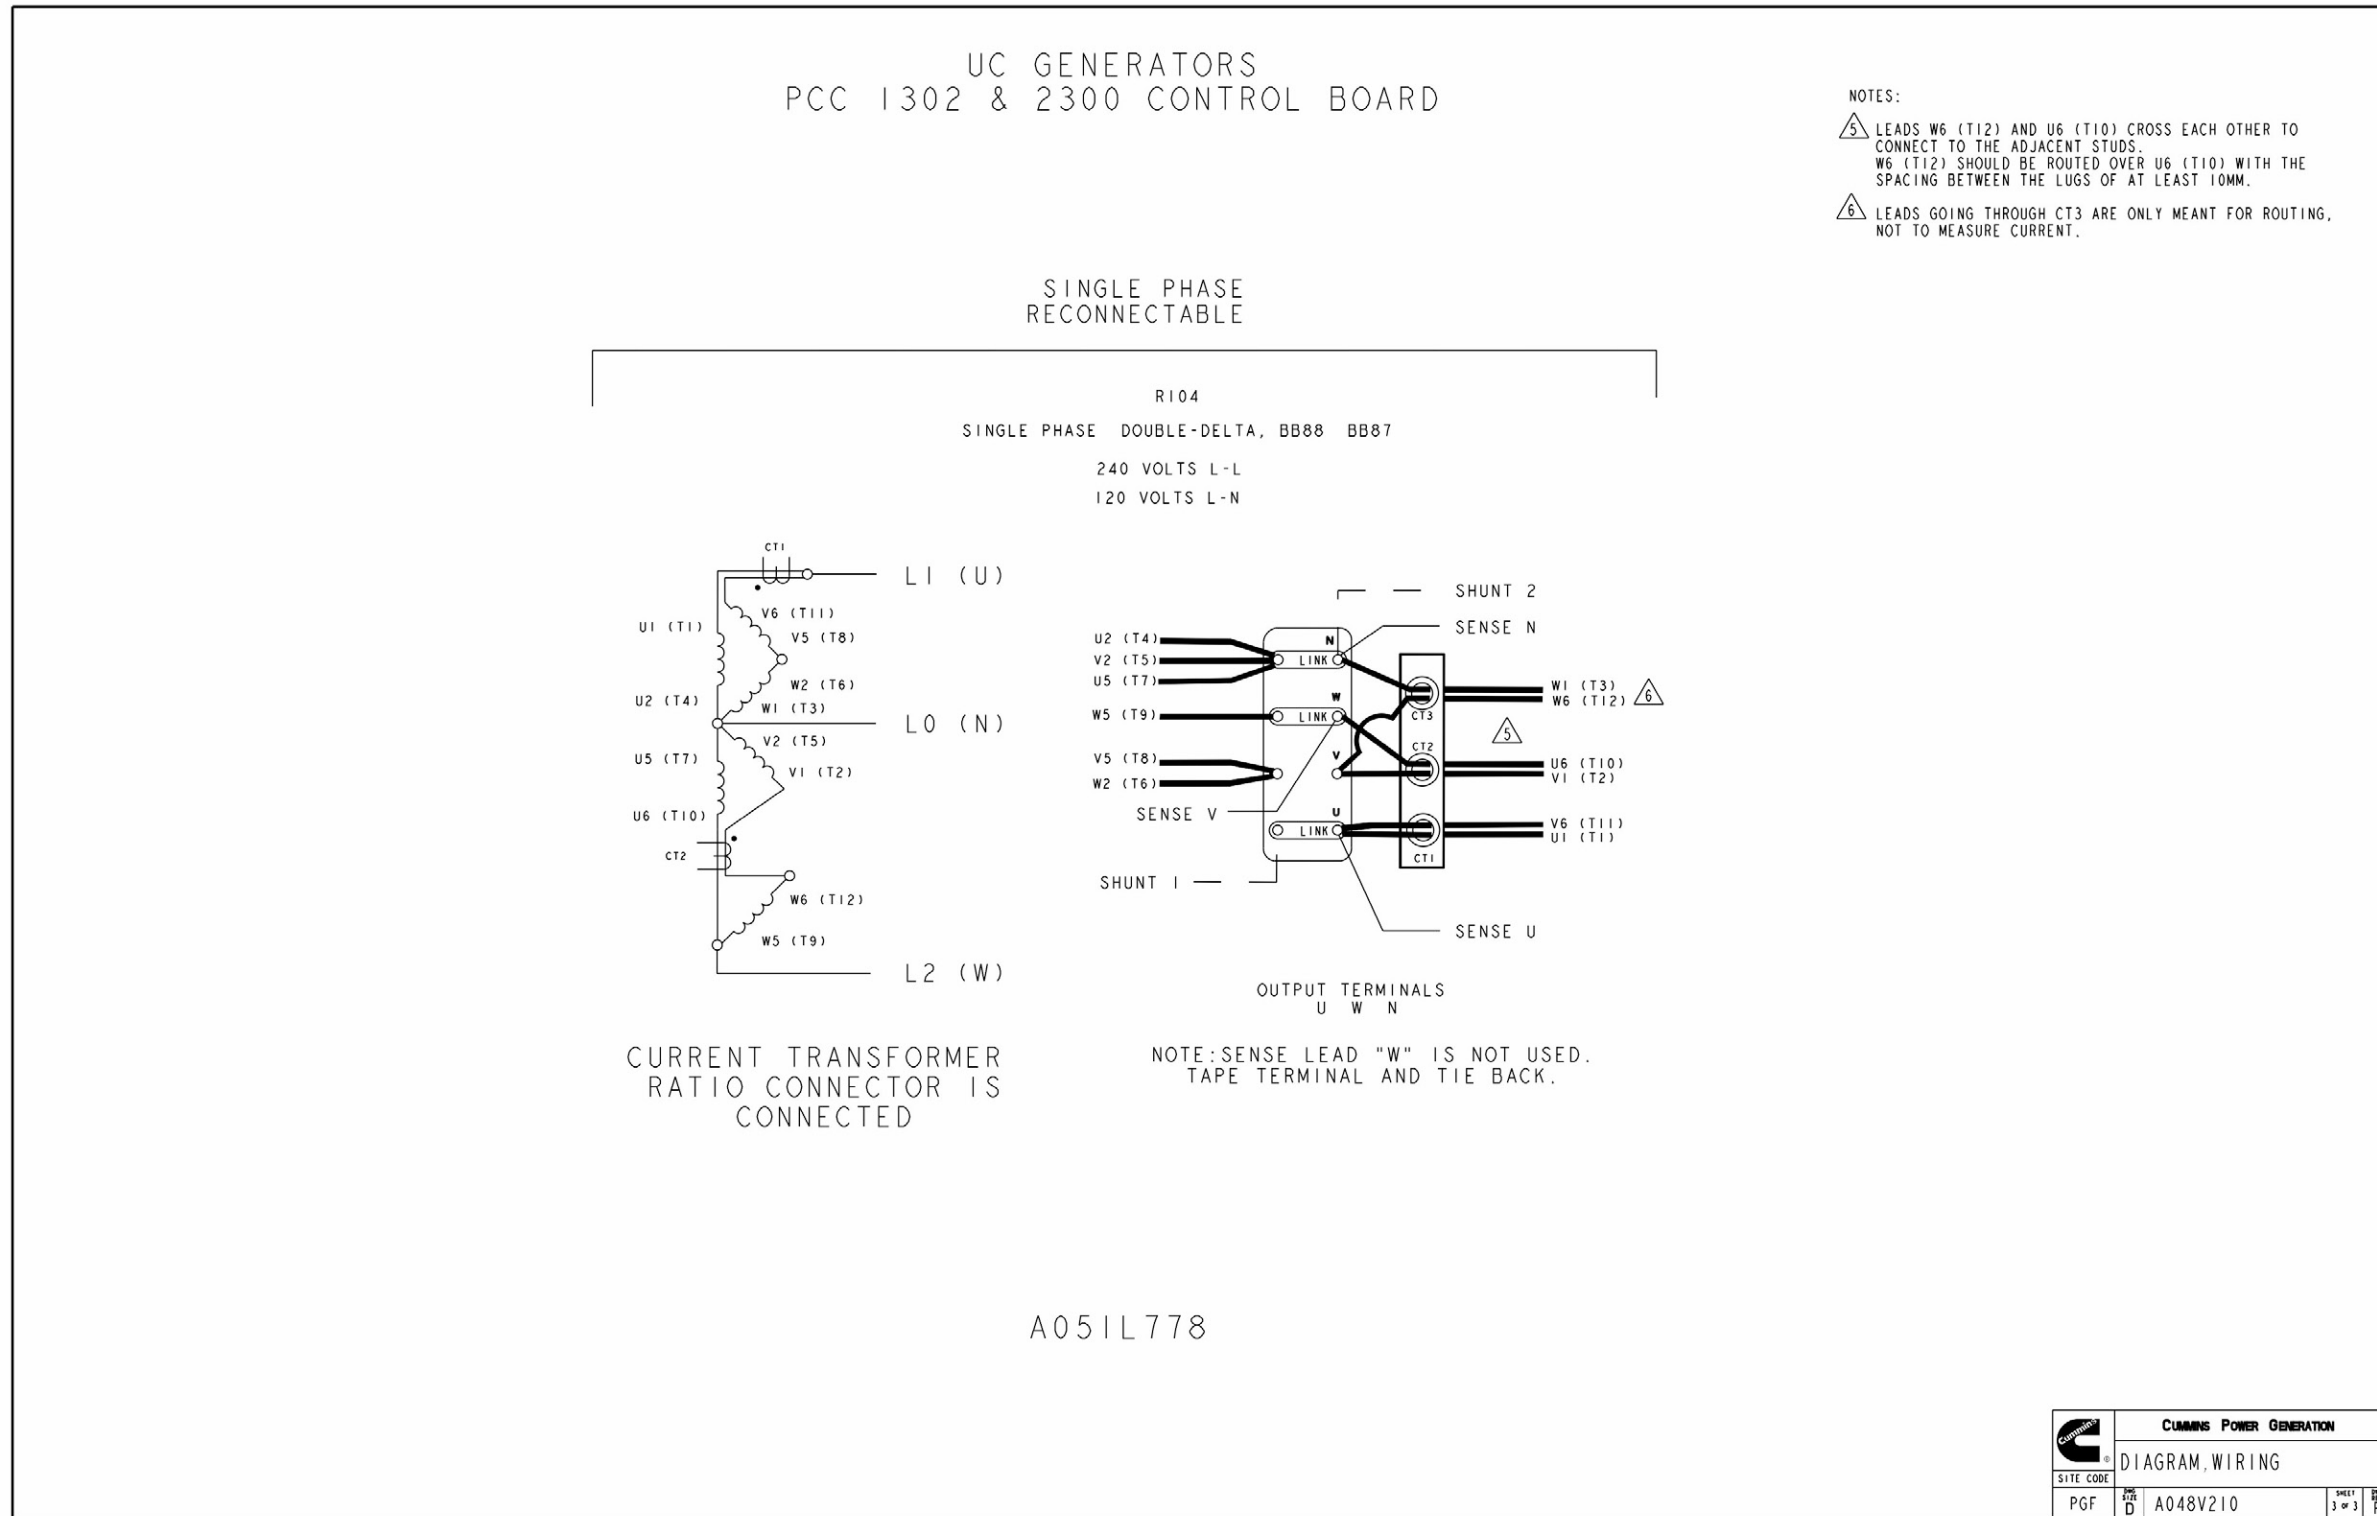 UC GENERATORS
PCC 1302 & 2300 CONTROL BOARD
NOTES:
5 LEADS W6 (T12) AND U6 (T10) CROSS EACH OTHER TO
CONNECT TO THE ADJACENT STUDS.
W6 (T12) SHOULD BE ROUTED OVER U6 (T10) WITH THE
SPACING BETWEEN THE LUGS OF AT LEAST 10MM.
6 LEADS GOING THROUGH CT3 ARE ONLY MEANT FOR ROUTING,
NOT TO MEASURE CURRENT.
SINGLE PHASE
RECONNECTABLE
R104
SINGLE PHASE DOUBLE-DELTA, BB88 BB87
240 VOLTS L-L
120 VOLTS L-N
CT1
L1 (U)
V6 (T11)
U1 (T1)
V5 (T8)
W2 (T6)
U2 (T4)
W1 (T3)
L0 (N)
V2 (T5)
U5 (T7)
V1 (T2)
U6 (T10)
CT2
W6 (T12)
W5 (T9)
L2 (W)
CURRENT TRANSFORMER
RATIO CONNECTOR IS
CONNECTED
SHUNT 2
SENSE N
U2 (T4)
V2 (T5)
U5 (T7)
W5 (T9)
V5 (T8)
W2 (T6)
SENSE V
SHUNT 1
N
LINK
W
LINK
V
U
LINK
CT3
CT2
CT1
W1 (T3)
W6 (T12) 6
5
U6 (T10)
V1 (T2)
V6 (T11)
U1 (T1)
SENSE U
OUTPUT TERMINALS
U W N
NOTE:SENSE LEAD "W" IS NOT USED.
TAPE TERMINAL AND TIE BACK.
A051L778
Cummins
CUMMINS POWER GENERATION
DIAGRAM,WIRING
SITE CODE
PGF
DWG SIZE
D
A048V210
SHEET
3 OF 3